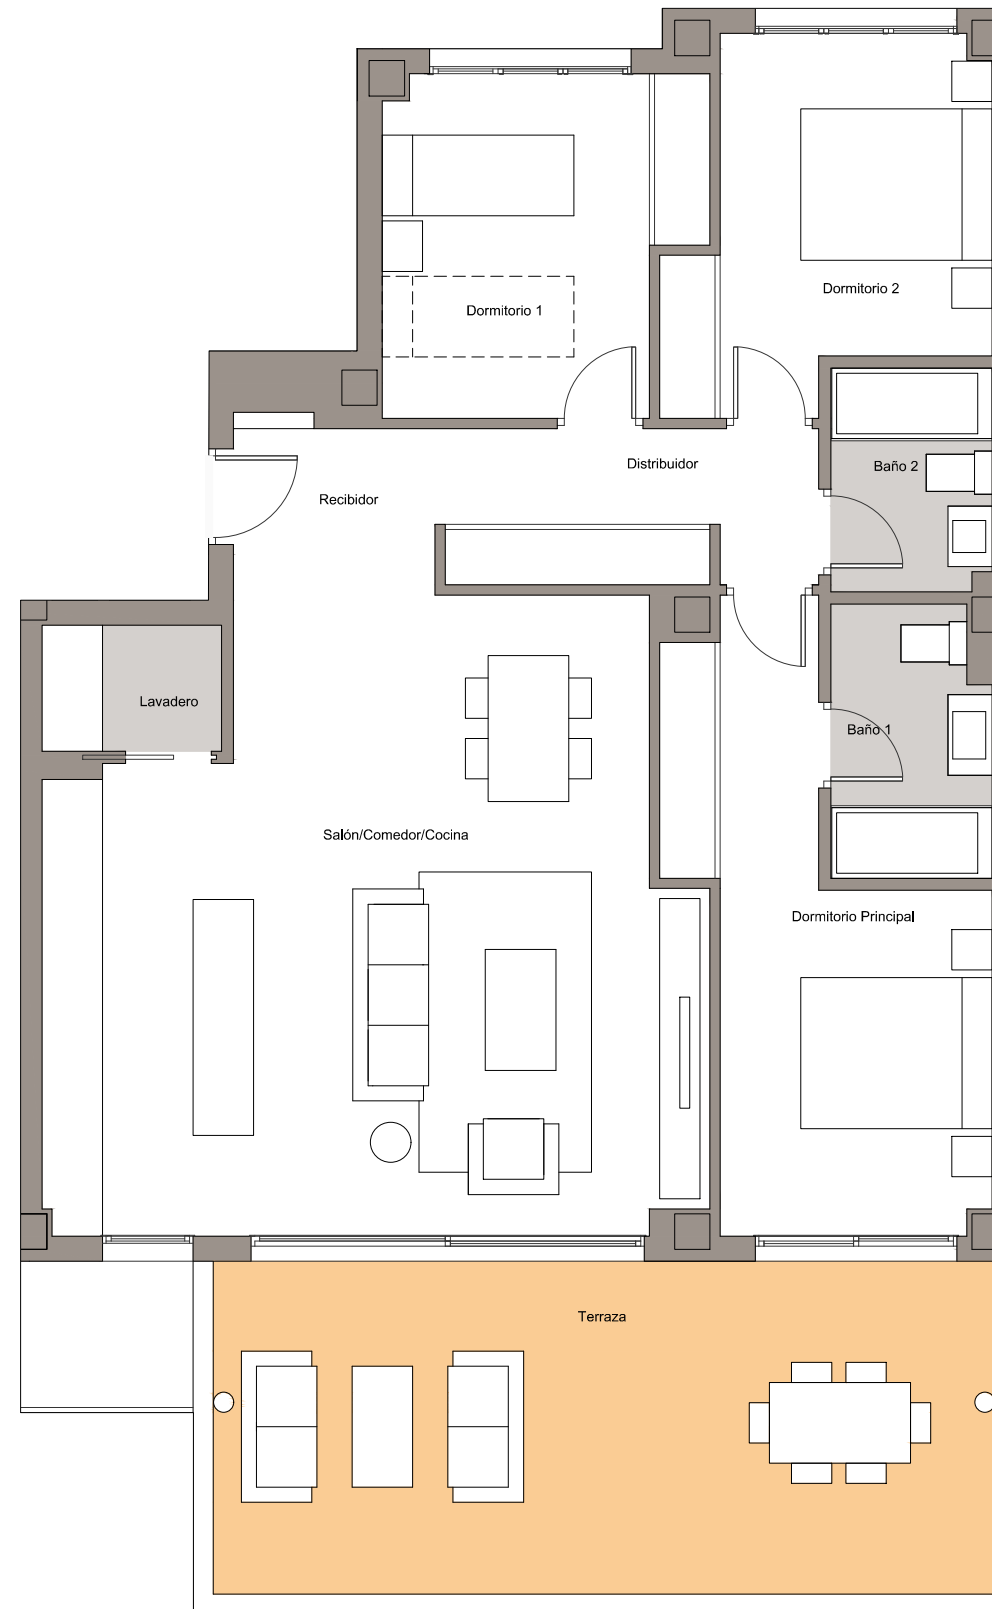 Dormitorio 2
Dormitorio 1
Distribuidor
Baño 2
Recibidor
Lavadero
Baño 1
Salón/Comedor/Cocina
Dormitorio Principal
Terraza